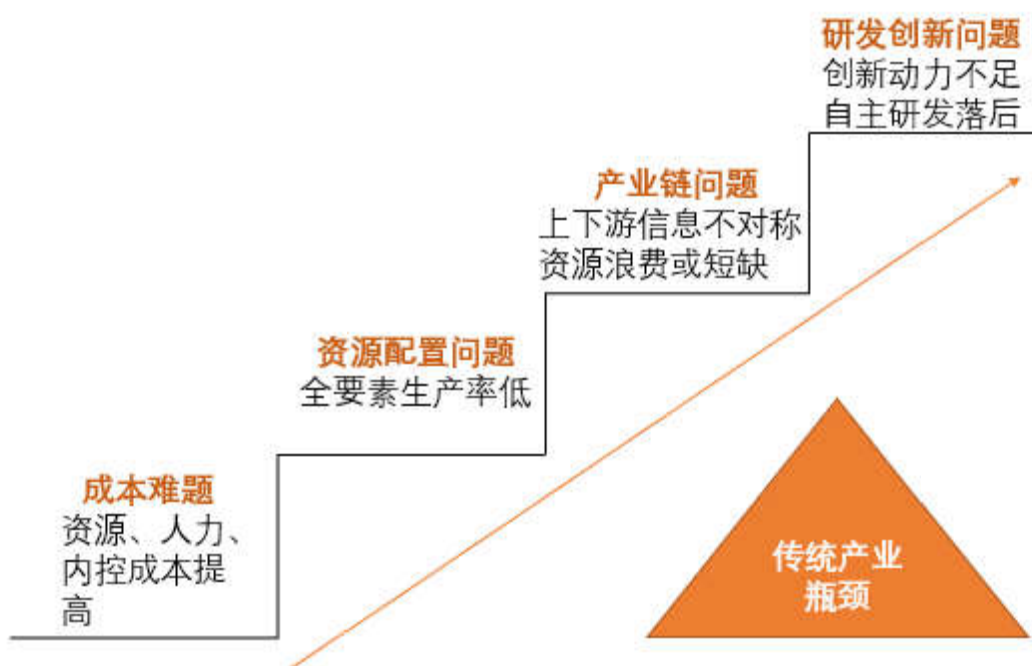 研发创新问题
创新动力不足
自主研发落后
产业链问题
上下游信息不对称
资源浪费或短缺
资源配置问题
全要素生产率低
成本难题
资源、人力、
内控成本提
高
传统产业
瓶颈